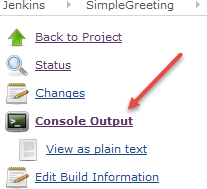 Jenkins SimpleGreeting
Back to Project
Status
Changes
Console Output
View as plain text
Edit Build Information